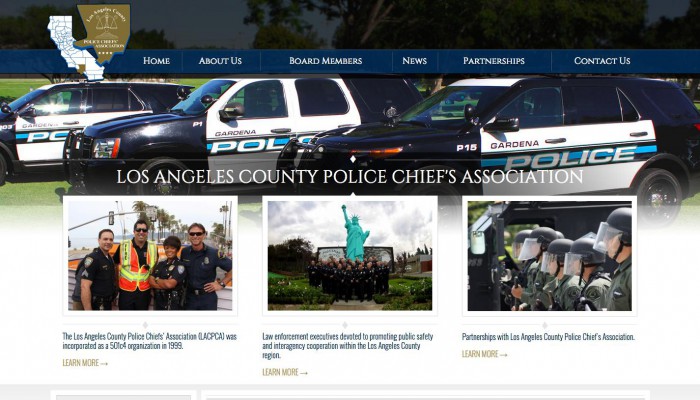 Los Angeles County
POLICE CHIEFS'
ASSOCIATION
HOME ABOUT US BOARD MEMBERS NEWS PARTNERSHIPS CONTACT US
GARDENA
POLICE
GARDENA
POLICE
P15
GARDENA
POLICE
LOS ANGELES COUNTY POLICE CHIEF'S ASSOCIATION
The Los Angeles County Police Chiefs' Association (LACPCA) was
incorporated as a 501c4 organization in 1999.
LEARN MORE →
Law enforcement executives devoted to promoting public safety
and interagency cooperation within the Los Angeles County
region.
LEARN MORE →
Partnerships with Los Angeles County Police Chief's Association.
LEARN MORE →